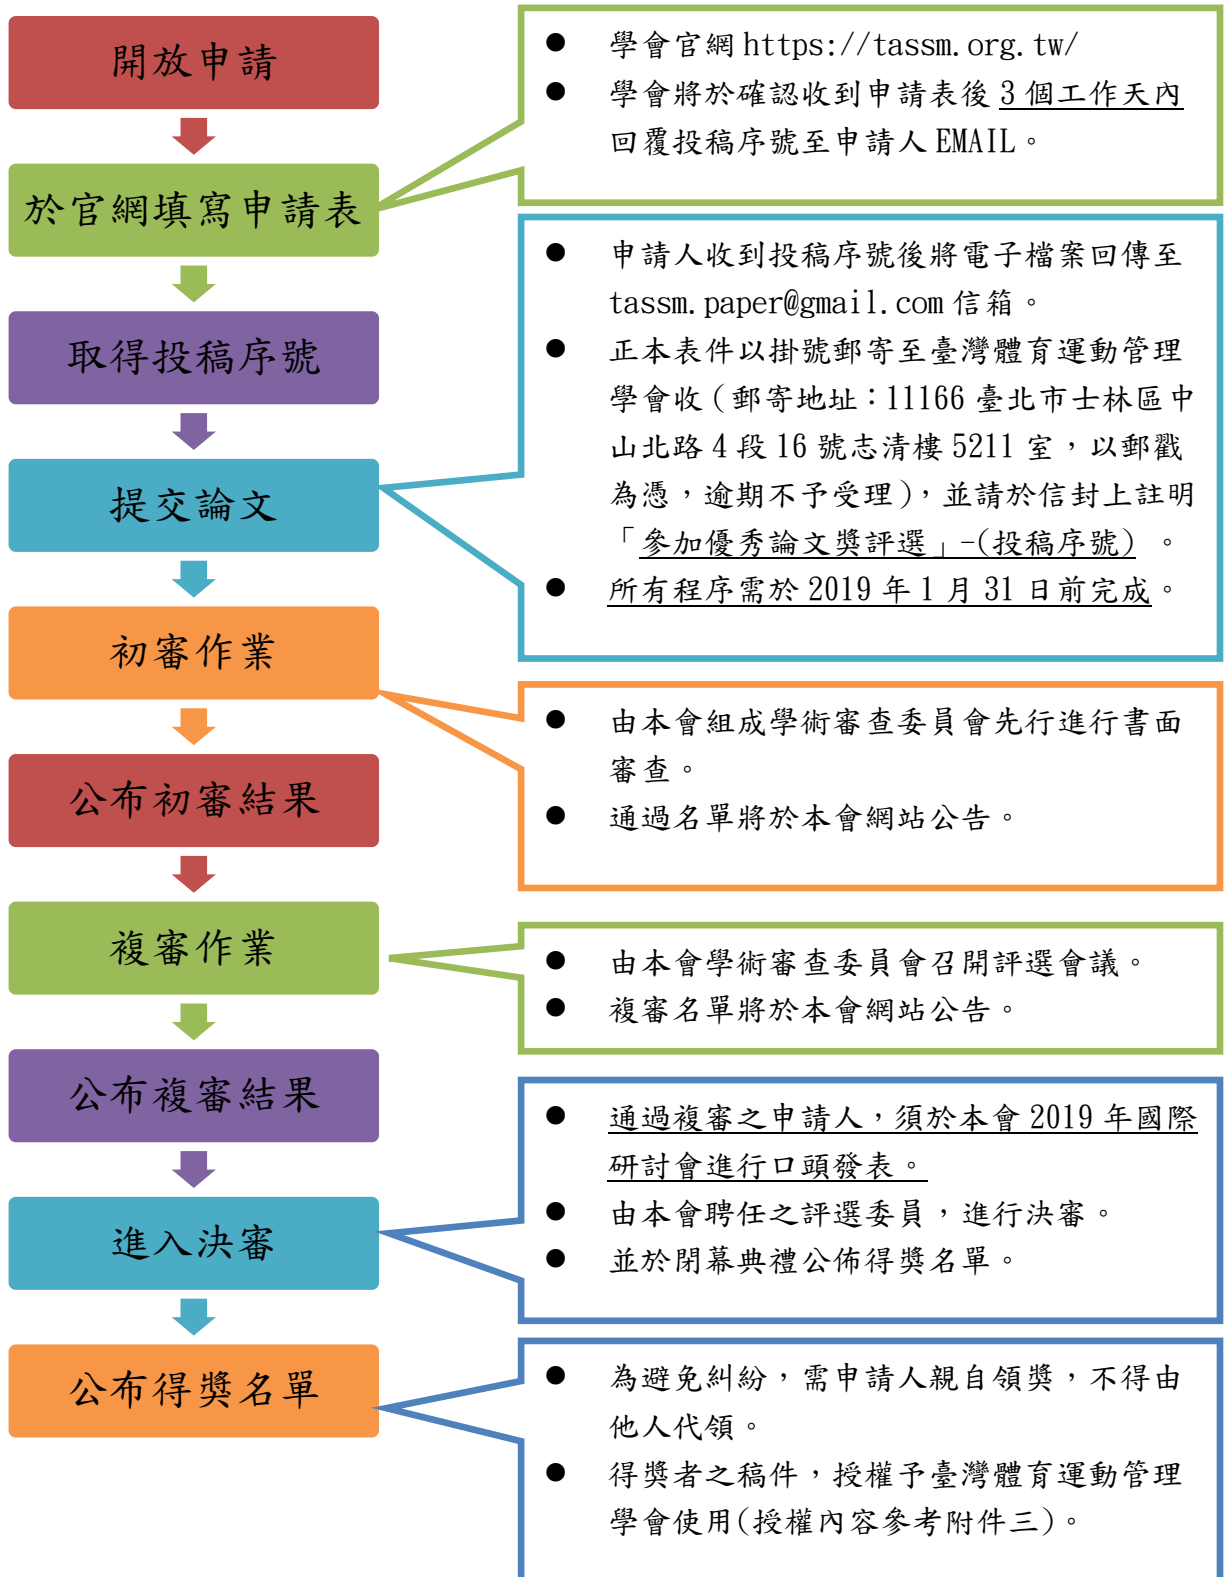 開放申請
● 學會官網 https://tassm.org.tw/
● 學會將於確認收到申請表後 3 個工作天內
回覆投稿序號至申請人 EMAIL。
於官網填寫申請表
取得投稿序號
● 申請人收到投稿序號後將電子檔案回傳至
tassm.paper@gmail.com 信箱。
● 正本表件以掛號郵寄至臺灣體育運動管理
學會收（郵寄地址：11166 臺北市士林區中
山北路 4 段 16 號志清樓 5211 室，以郵戳
為憑，逾期不予受理），並請於信封上註明
「參加優秀論文獎評選」-(投稿序號) 。
● 所有程序需於 2019 年 1 月 31 日前完成。
提交論文
初審作業
● 由本會組成學術審查委員會先行進行書面
審查。
● 通過名單將於本會網站公告。
公布初審結果
複審作業
● 由本會學術審查委員會召開評選會議。
● 複審名單將於本會網站公告。
公布複審結果
● 通過複審之申請人，須於本會 2019 年國際
研討會進行口頭發表。
● 由本會聘任之評選委員，進行決審。
● 並於閉幕典禮公佈得獎名單。
進入決審
公布得獎名單
● 為避免糾紛，需申請人親自領獎，不得由
他人代領。
● 得獎者之稿件，授權予臺灣體育運動管理
學會使用(授權內容參考附件三)。